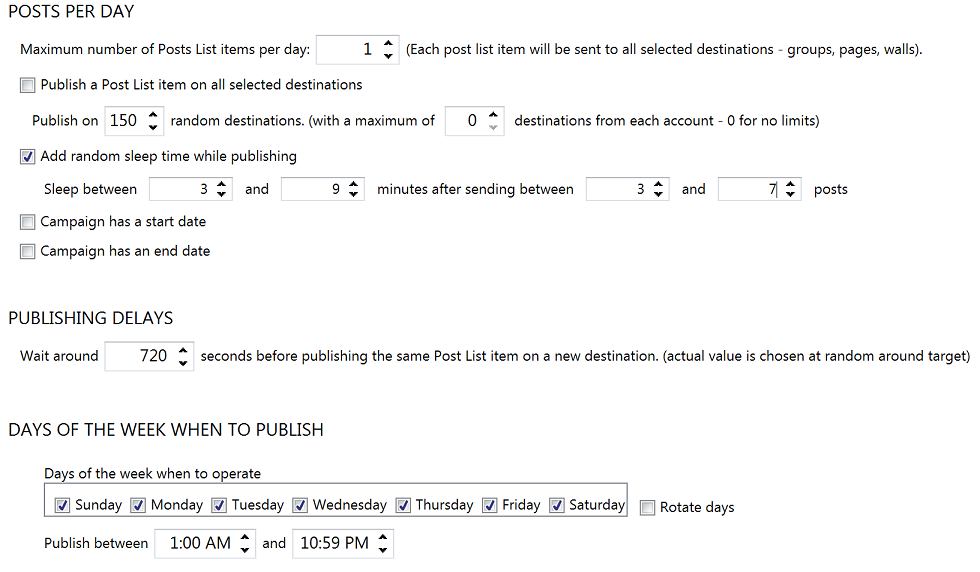 POSTS PER DAY
Maximum number of Posts List items per day: 1 (Each post list item will be sent to all selected destinations - groups, pages, walls).
Publish a Post List item on all selected destinations
Publish on 150 random destinations. (with a maximum of 0 destinations from each account - 0 for no limits)
Add random sleep time while publishing
Sleep between 3 and 9 minutes after sending between 3 and 7 posts
Campaign has a start date
Campaign has an end date
PUBLISHING DELAYS
Wait around 720 seconds before publishing the same Post List item on a new destination. (actual value is chosen at random around target)
DAYS OF THE WEEK WHEN TO PUBLISH
Days of the week when to operate
Sunday Monday Tuesday Wednesday Thursday Friday Saturday Rotate days
Publish between 1:00 AM and 10:59 PM